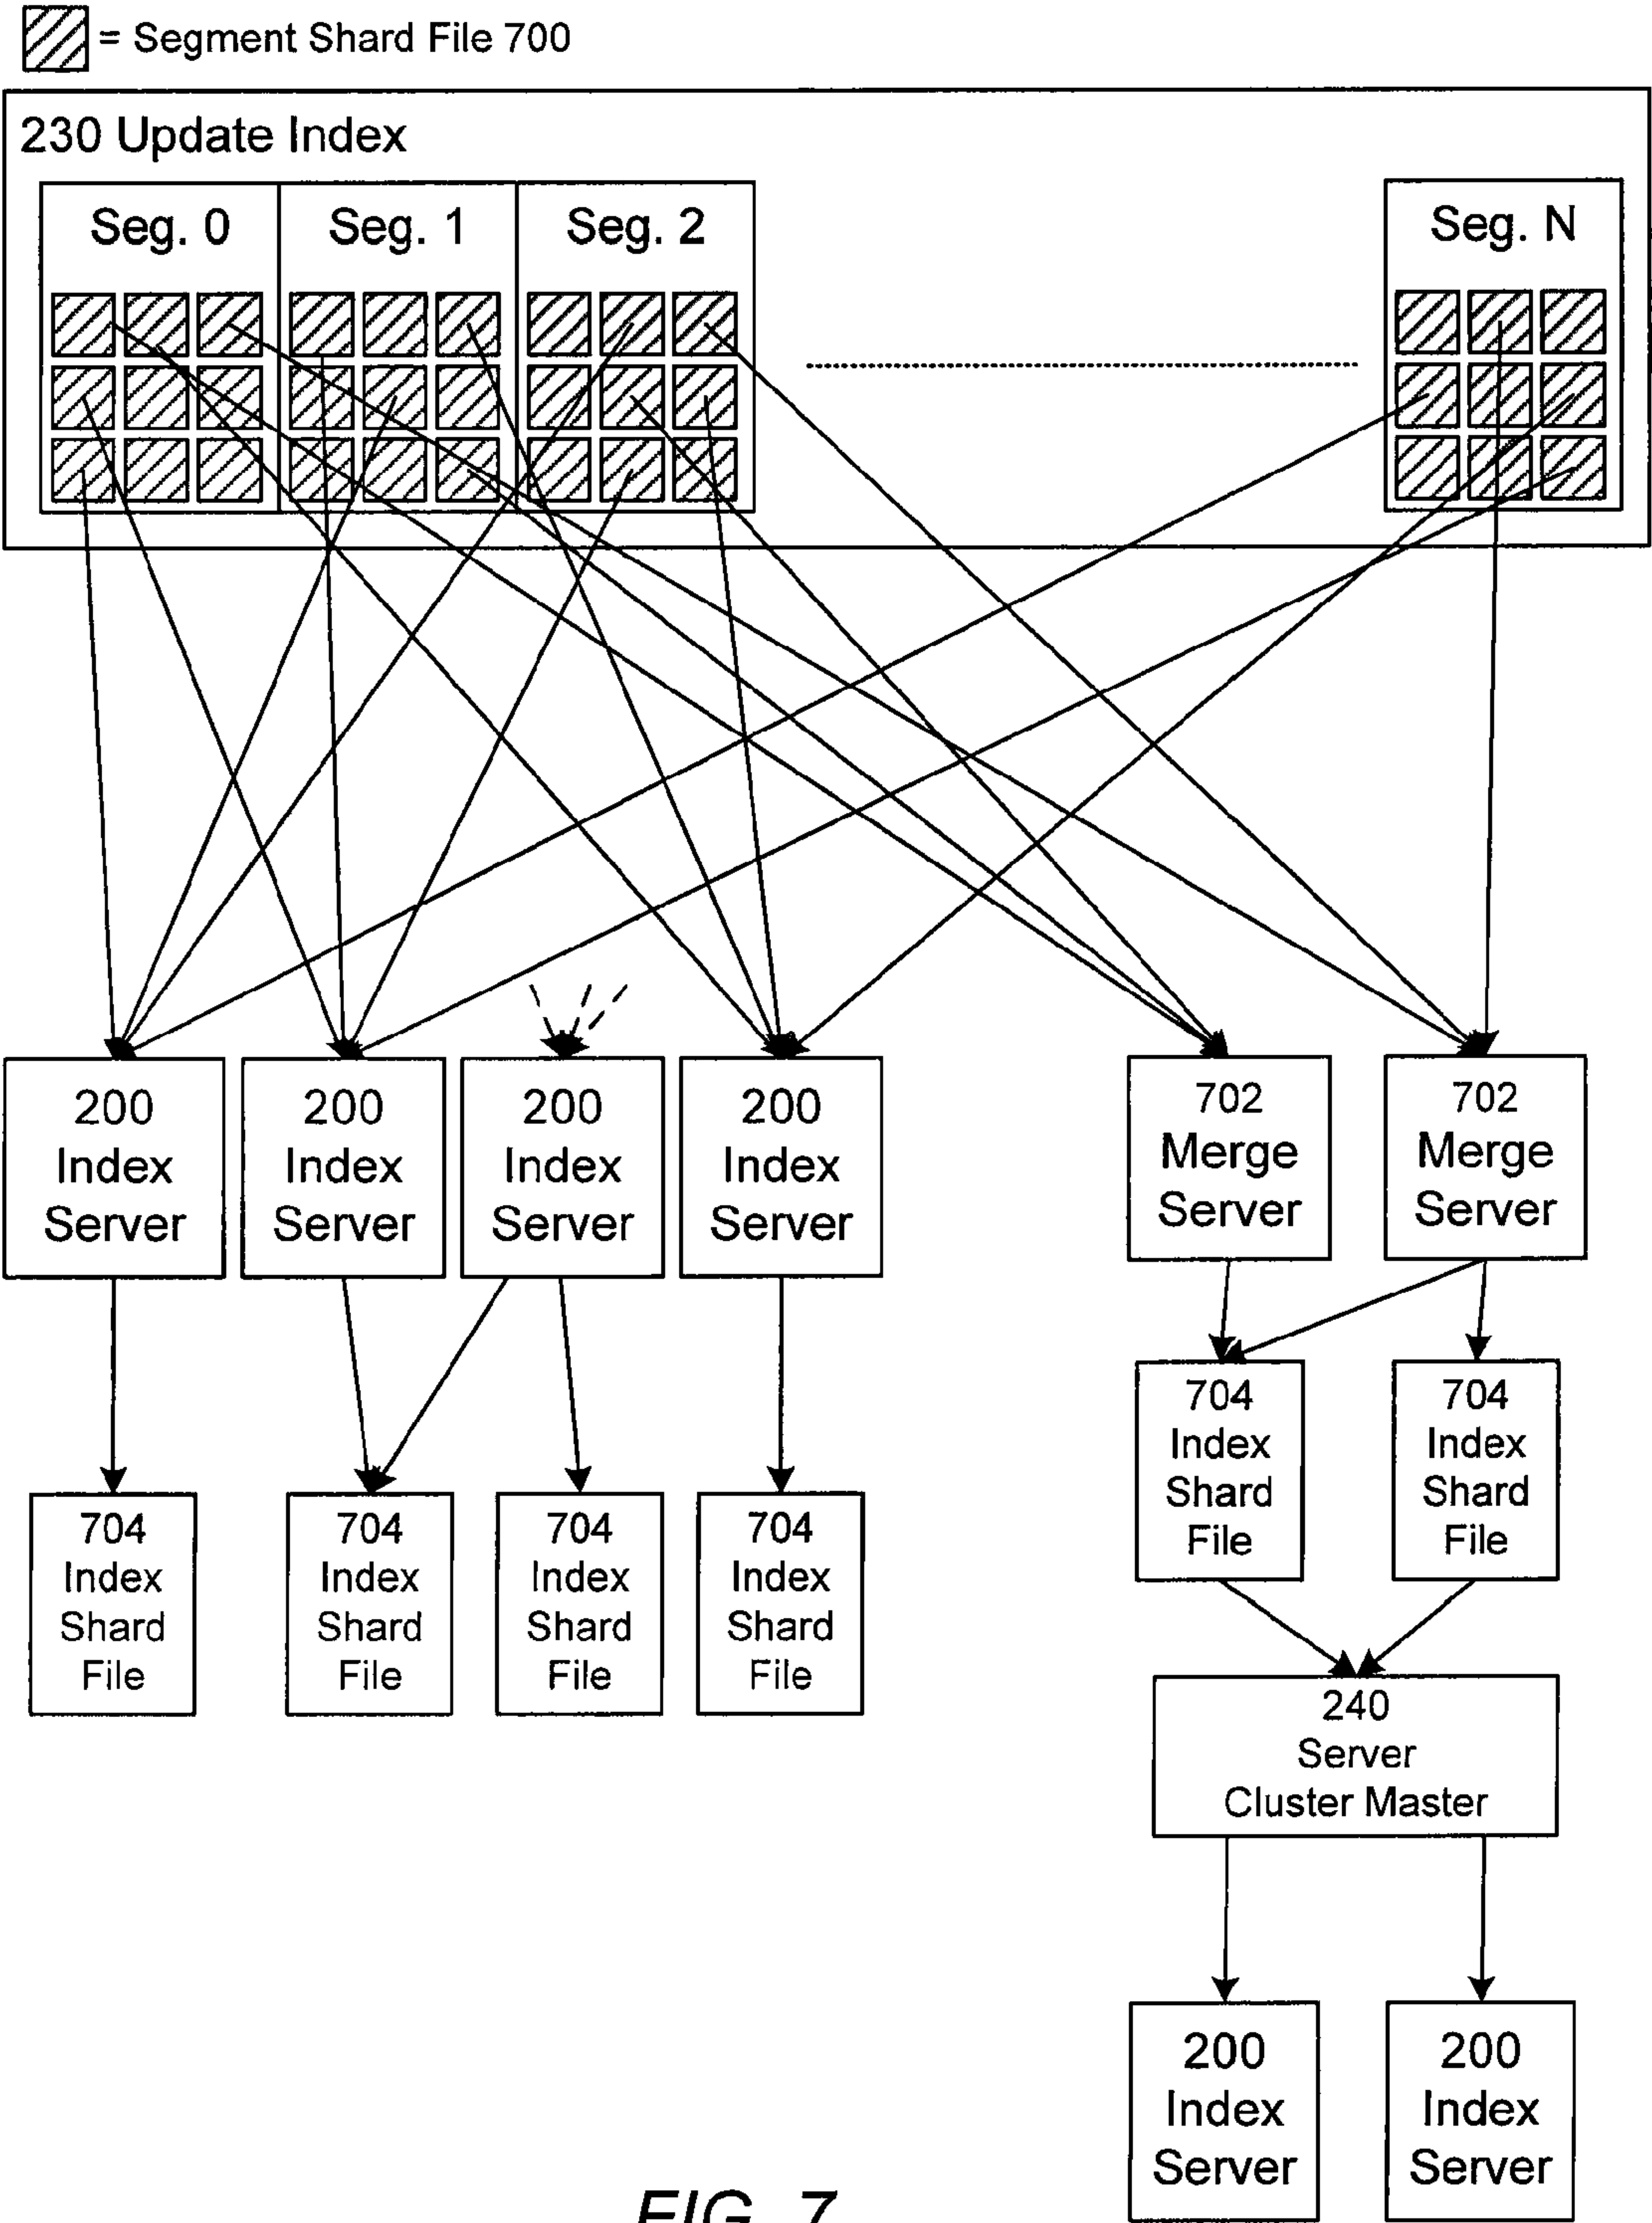 = Segment Shard File 700
230 Update Index
Seg. 0
Seg. 1
Seg. 2
Seg. N
200
Index
Server
200
Index
Server
200
Index
Server
200
Index
Server
702
Merge
Server
702
Merge
Server
704
Index
Shard
File
704
Index
Shard
File
704
Index
Shard
File
704
Index
Shard
File
704
Index
Shard
File
704
Index
Shard
File
240
Server
Cluster Master
200
Index
Server
200
Index
Server
FIG. 7